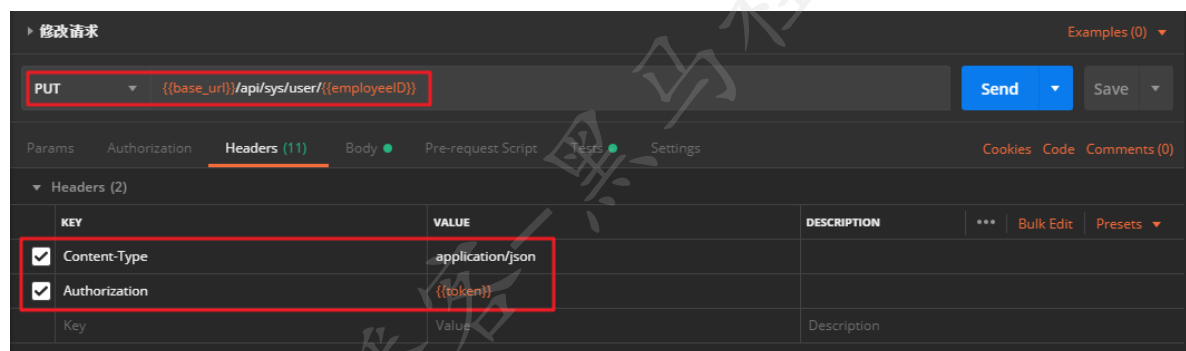 修改请求
Examples (0)
PUT {{base_url}}/api/sys/user/{{employeeID}}
Send Save
Params Authorization Headers (11) Body Pre-request Script Tests Settings Cookies Code Comments (0)
Headers (2)
KEY VALUE DESCRIPTION ••• Bulk Edit Presets
Content-Type application/json
Authorization {{token}}
Key Value Description